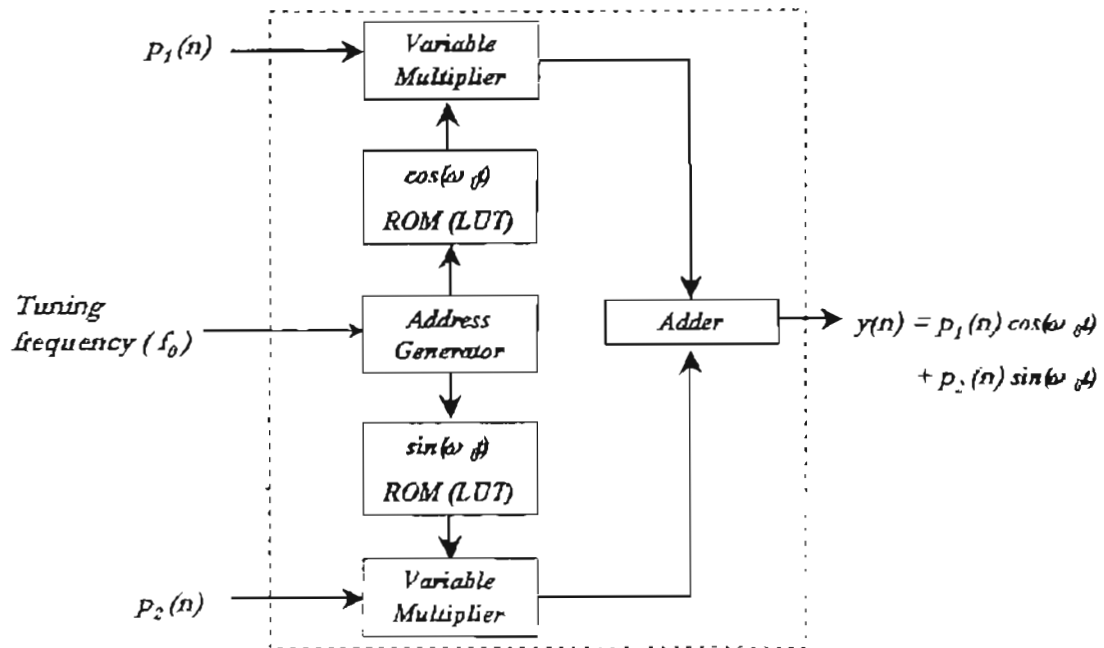 p₁(n)
Variable
Multiplier
cos(ω₀t)
ROM (LUT)
Tuning
frequency (f₀)
Address
Generator
Adder
y(n) = p₁(n) cos(ω₀t)
+ p₂(n) sin(ω₀t)
sin(ω₀t)
ROM (LUT)
p₂(n)
Variable
Multiplier